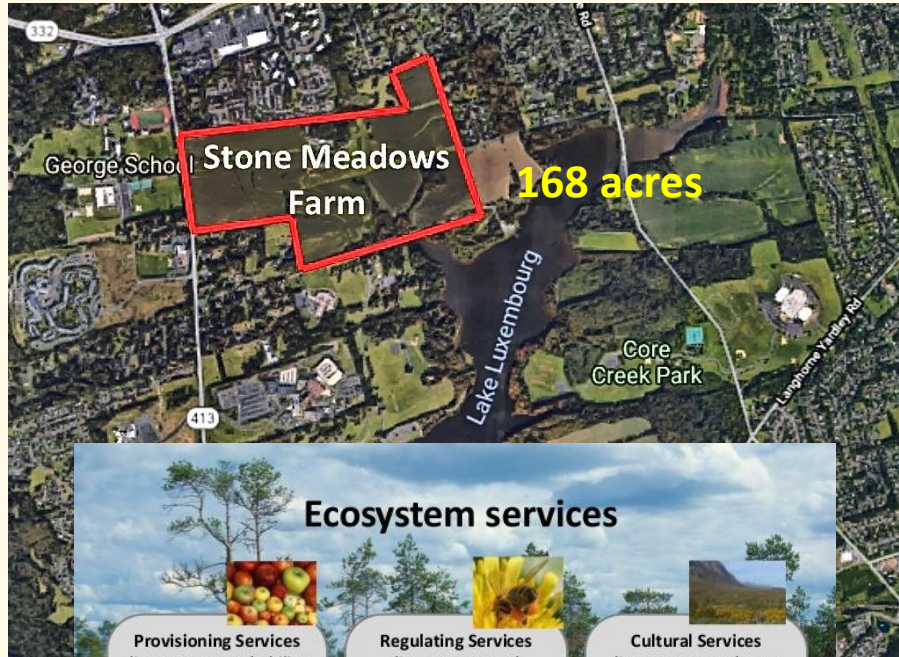 332
George School
Stone Meadows
Farm
168 acres
Lake Luxembourg
Core
Creek Park
Langhorne Yardley Rd
413
Ecosystem services
Provisioning Services
Regulating Services
Cultural Services